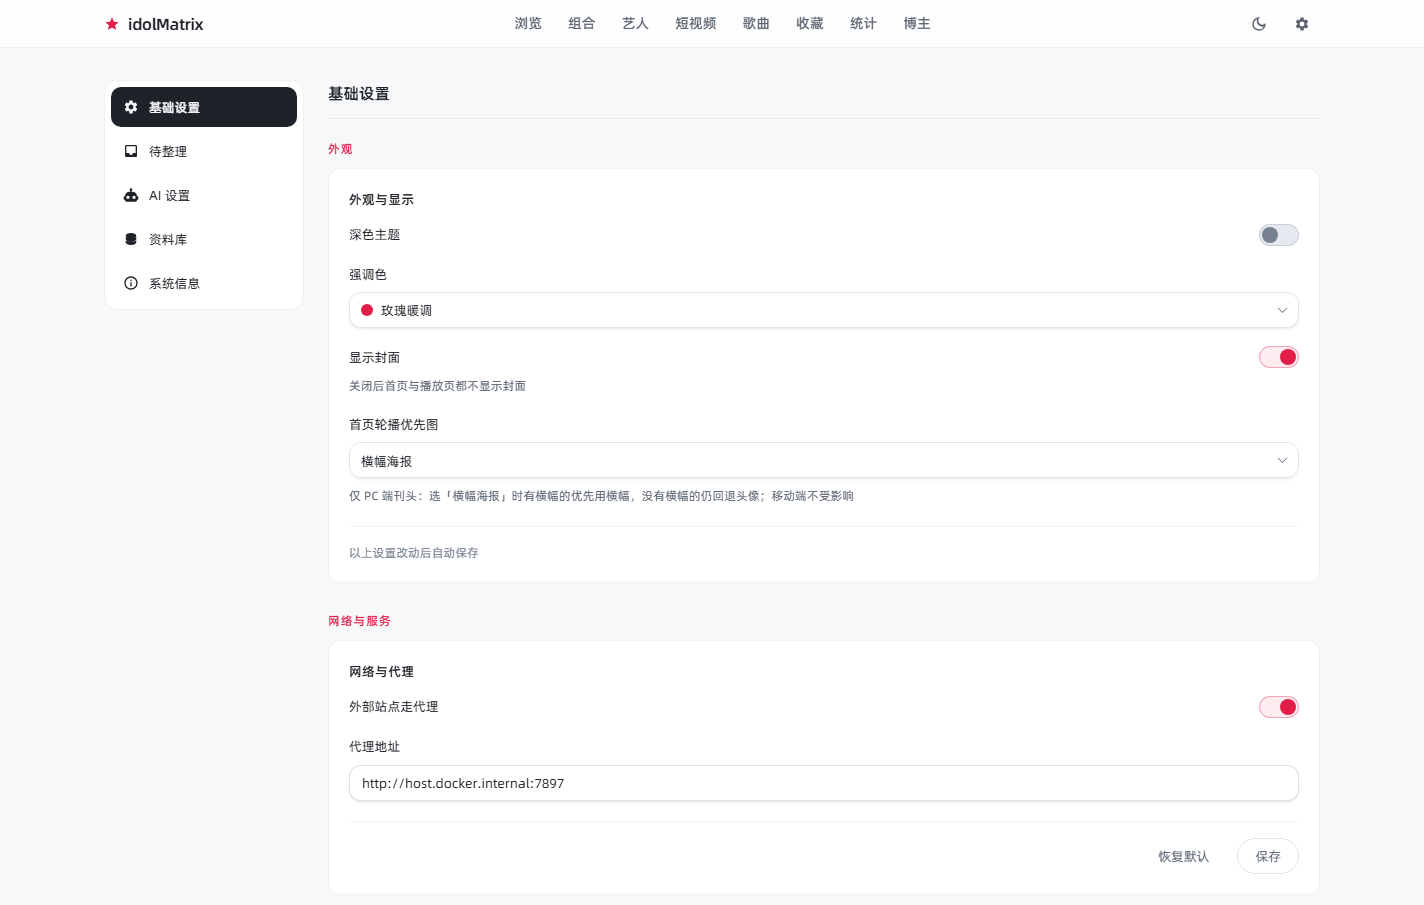 idolMatrix
浏览 组合 艺人 短视频 歌曲 收藏 统计 博主
基础设置
待整理
AI 设置
资料库
系统信息
基础设置
外观
外观与显示
深色主题
强调色
玫瑰暖调
显示封面
关闭后首页与播放页都不显示封面
首页轮播优先图
横幅海报
仅 PC 端刊头：选「横幅海报」时有横幅的优先用横幅，没有横幅的仍回退头像；移动端不受影响
以上设置改动后自动保存
网络与服务
网络与代理
外部站点走代理
代理地址
http://host.docker.internal:7897
恢复默认 保存